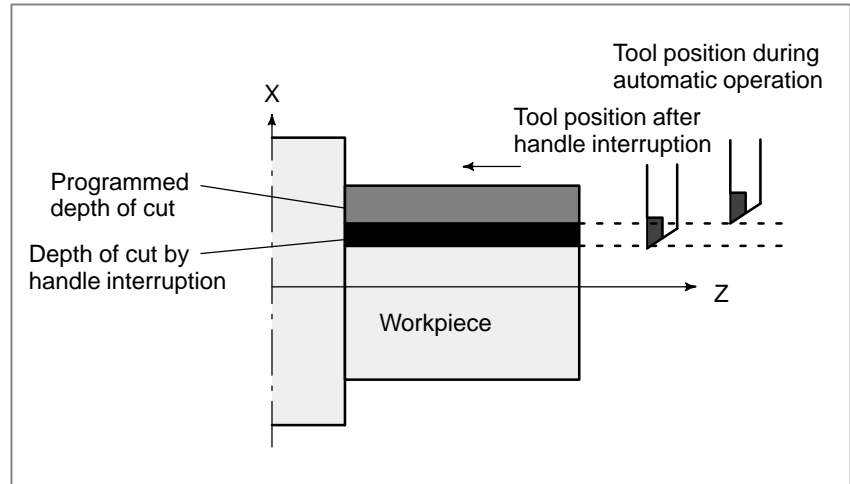 Tool position during
automatic operation
X
Tool position after
handle interruption
Programmed
depth of cut
Depth of cut by
handle interruption
Z
Workpiece